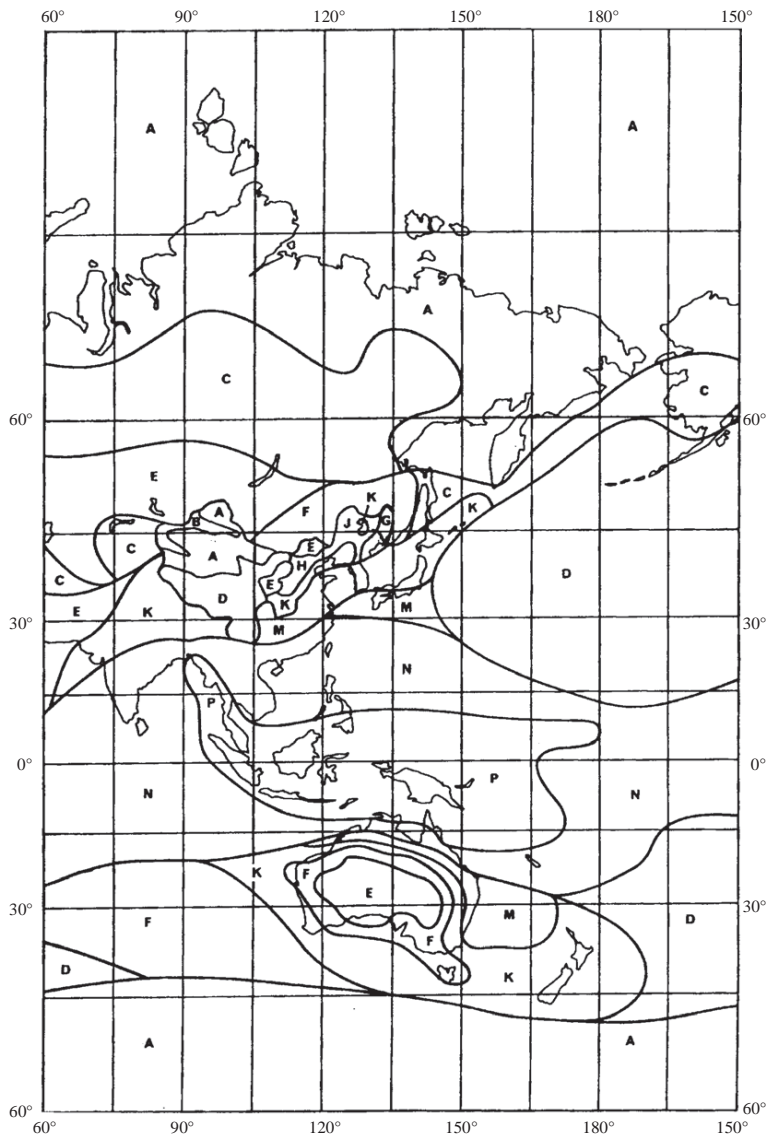 60° 90° 120° 150° 180° 150°
A A
A
C C
60° 60°
E
K C
A F K
B J G
C E
A H D
C E
D
E K K M
M
30° 30°
N
P
0° P 0°
N N
K F
E
M
30° F D 30°
F
D K
A A
60° 60°
60° 90° 120° 150° 180° 150°